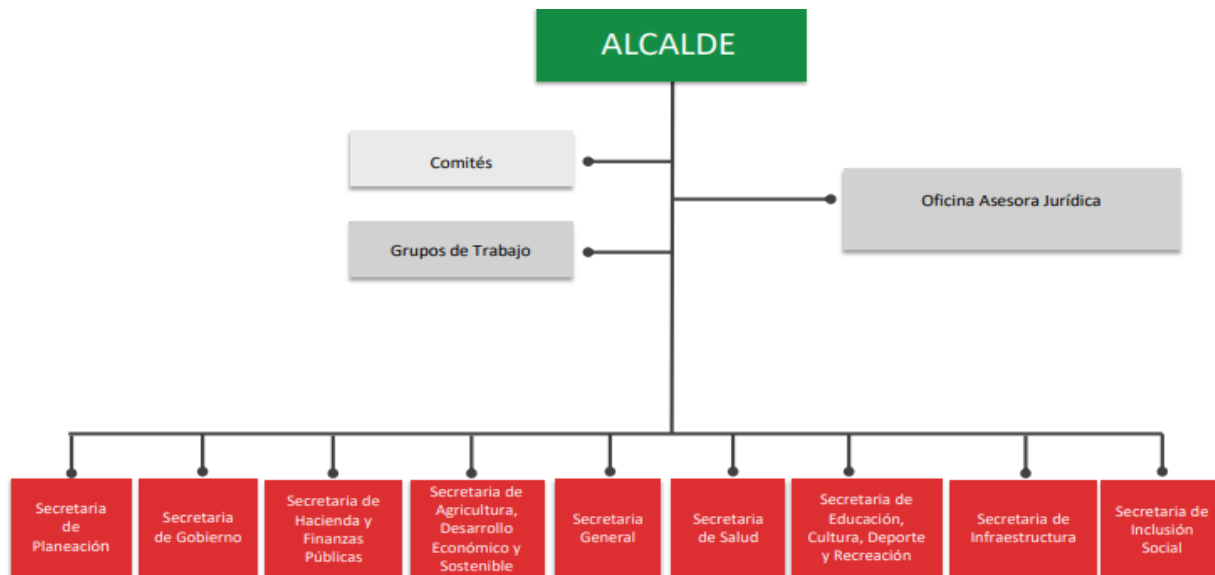 ALCALDE
Comités
Oficina Asesora Jurídica
Grupos de Trabajo
Secretaria
de
Planeación
Secretaria
de Gobierno
Secretaria de
Hacienda y
Finanzas
Públicas
Secretaria de
Agricultura,
Desarrollo
Económico y
Sostenible
Secretaria
General
Secretaria
de Salud
Secretaria de
Educación,
Cultura, Deporte
y Recreación
Secretaria de
Infraestructura
Secretaria de
Inclusión
Social